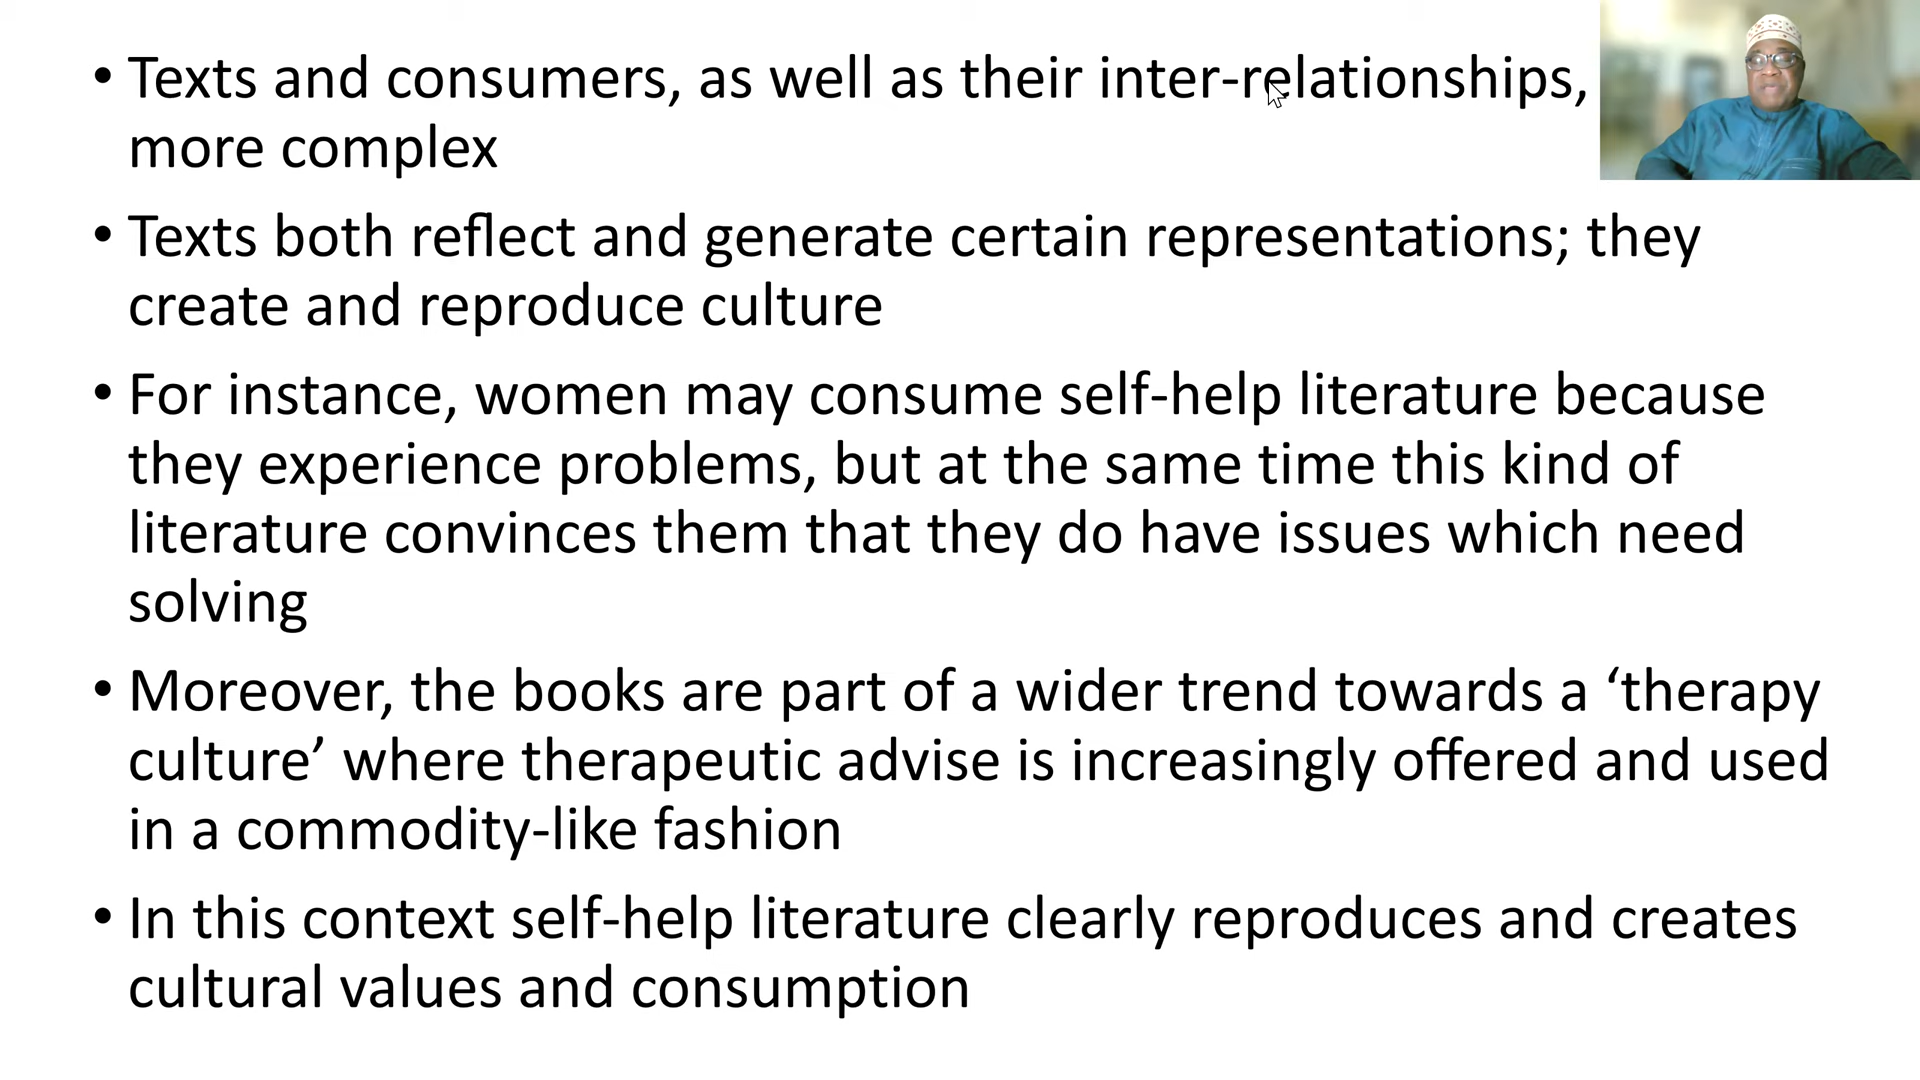 • Texts and consumers, as well as their inter-relationships,
more complex
• Texts both reflect and generate certain representations; they
create and reproduce culture
• For instance, women may consume self-help literature because
they experience problems, but at the same time this kind of
literature convinces them that they do have issues which need
solving
• Moreover, the books are part of a wider trend towards a ‘therapy
culture’ where therapeutic advise is increasingly offered and used
in a commodity-like fashion
• In this context self-help literature clearly reproduces and creates
cultural values and consumption